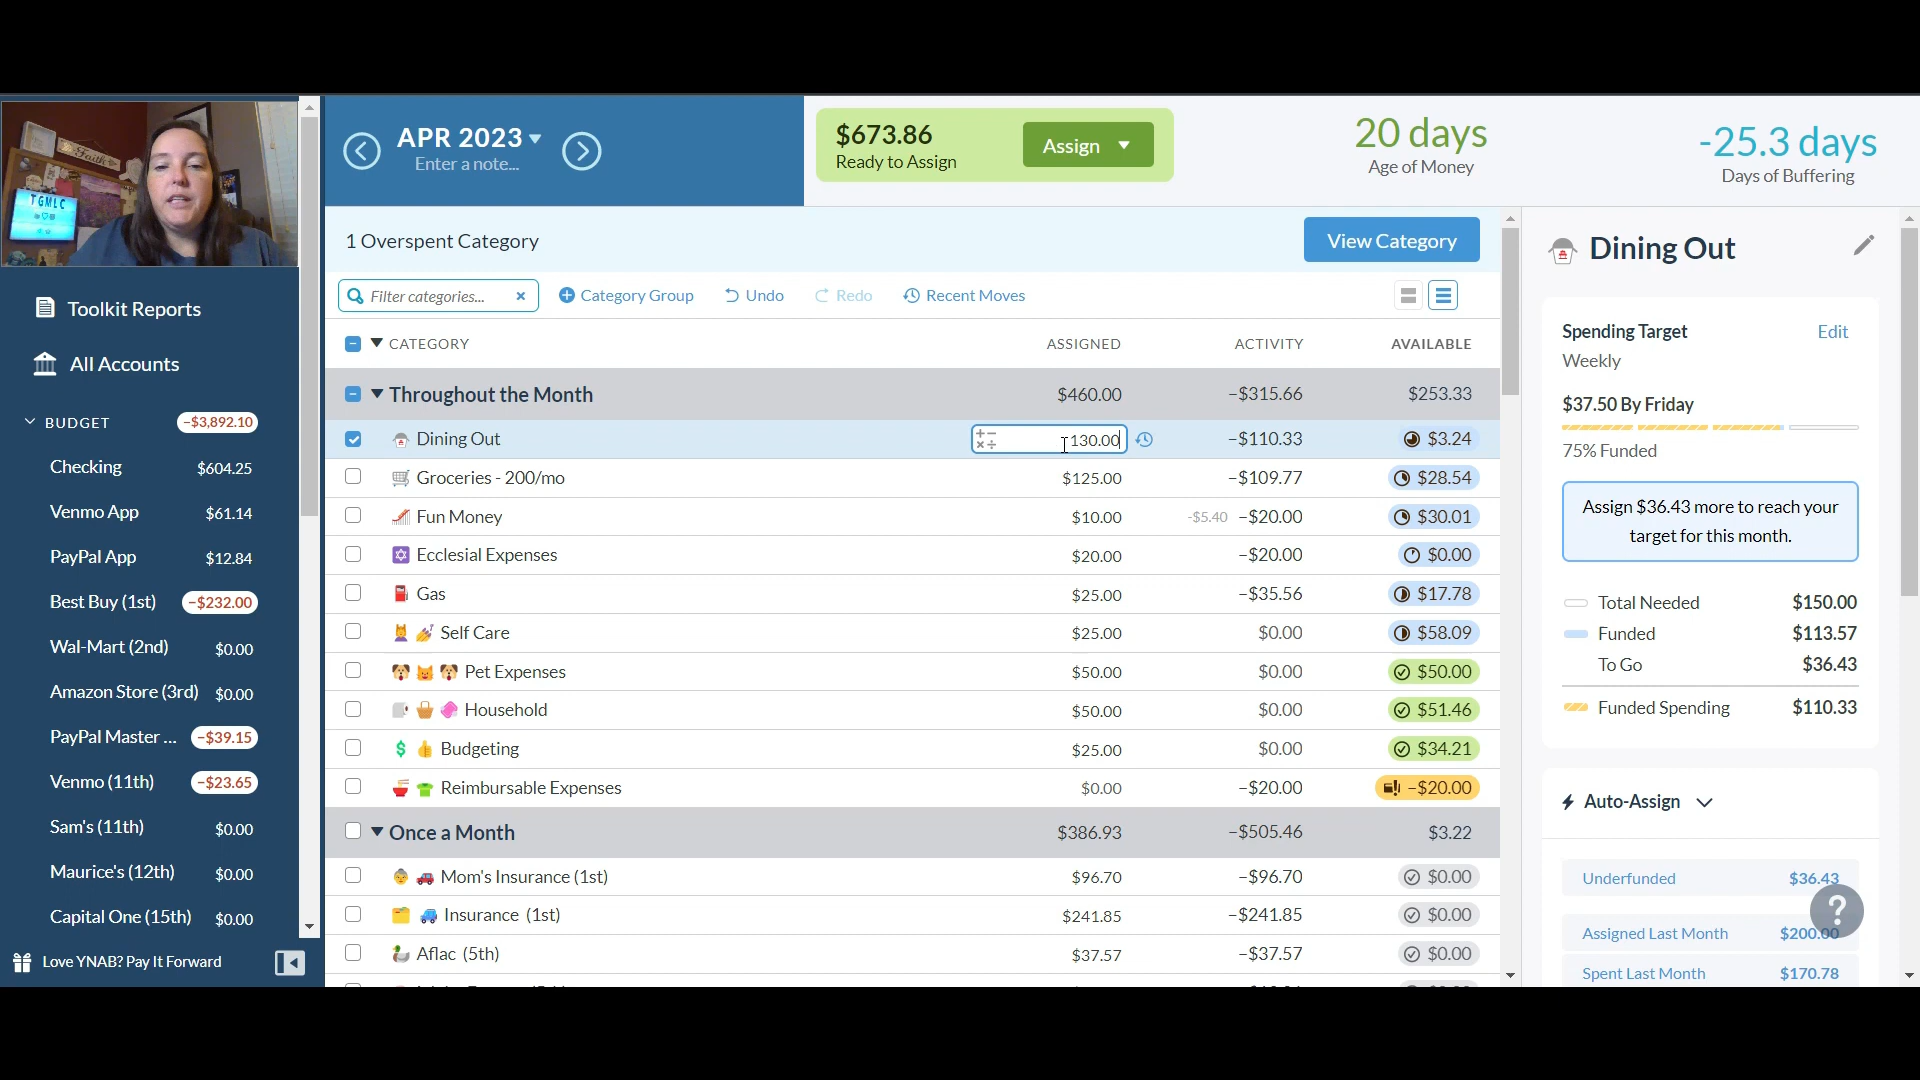 Faith
TGMLC
Toolkit Reports
All Accounts
BUDGET −$3,892.10
Checking $604.25
Venmo App $61.14
PayPal App $12.84
Best Buy (1st) −$232.00
Wal-Mart (2nd) $0.00
Amazon Store (3rd) $0.00
PayPal Master ... −$39.15
Venmo (11th) −$23.65
Sam's (11th) $0.00
Maurice's (12th) $0.00
Capital One (15th) $0.00
Love YNAB? Pay It Forward
APR 2023
Enter a note...
$673.86
Ready to Assign
Assign
20 days
Age of Money
-25.3 days
Days of Buffering
1 Overspent Category
View Category
Filter categories...
Category Group
Undo
Redo
Recent Moves
CATEGORY ASSIGNED ACTIVITY AVAILABLE
Throughout the Month $460.00 −$315.66 $253.33
Dining Out 130.00 −$110.33 $3.24
Groceries - 200/mo $125.00 −$109.77 $28.54
Fun Money $10.00 -$5.40 −$20.00 $30.01
Ecclesial Expenses $20.00 −$20.00 $0.00
Gas $25.00 −$35.56 $17.78
Self Care $25.00 $0.00 $58.09
Pet Expenses $50.00 $0.00 $50.00
Household $50.00 $0.00 $51.46
Budgeting $25.00 $0.00 $34.21
Reimbursable Expenses $0.00 −$20.00 −$20.00
Once a Month $386.93 −$505.46 $3.22
Mom's Insurance (1st) $96.70 −$96.70 $0.00
Insurance (1st) $241.85 −$241.85 $0.00
Aflac (5th) $37.57 −$37.57 $0.00
Dining Out
Spending Target Edit
Weekly
$37.50 By Friday
75% Funded
Assign $36.43 more to reach your
target for this month.
Total Needed $150.00
Funded $113.57
To Go $36.43
Funded Spending $110.33
Auto-Assign
Underfunded $36.43
Assigned Last Month $200.00
Spent Last Month $170.78